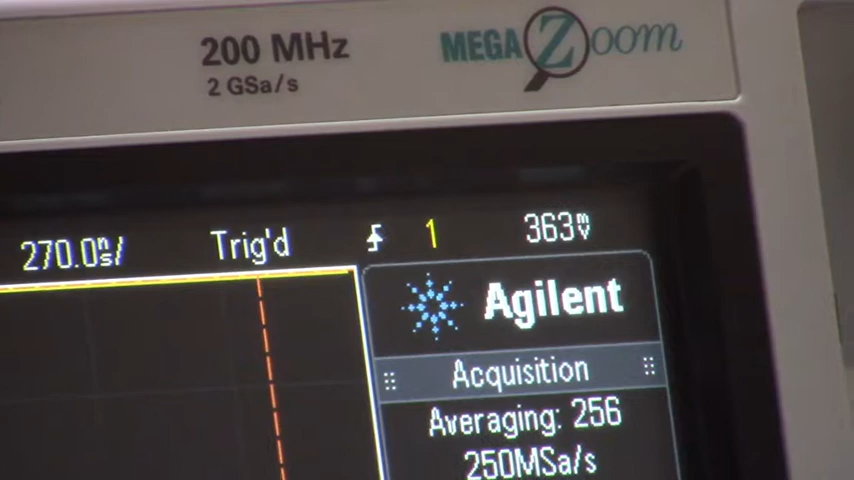 200 MHz
2 GSa/s
MEGA Zoom
270.0ns/ Trig'd 1 363mV
Agilent
Acquisition
Averaging: 256
250MSa/s